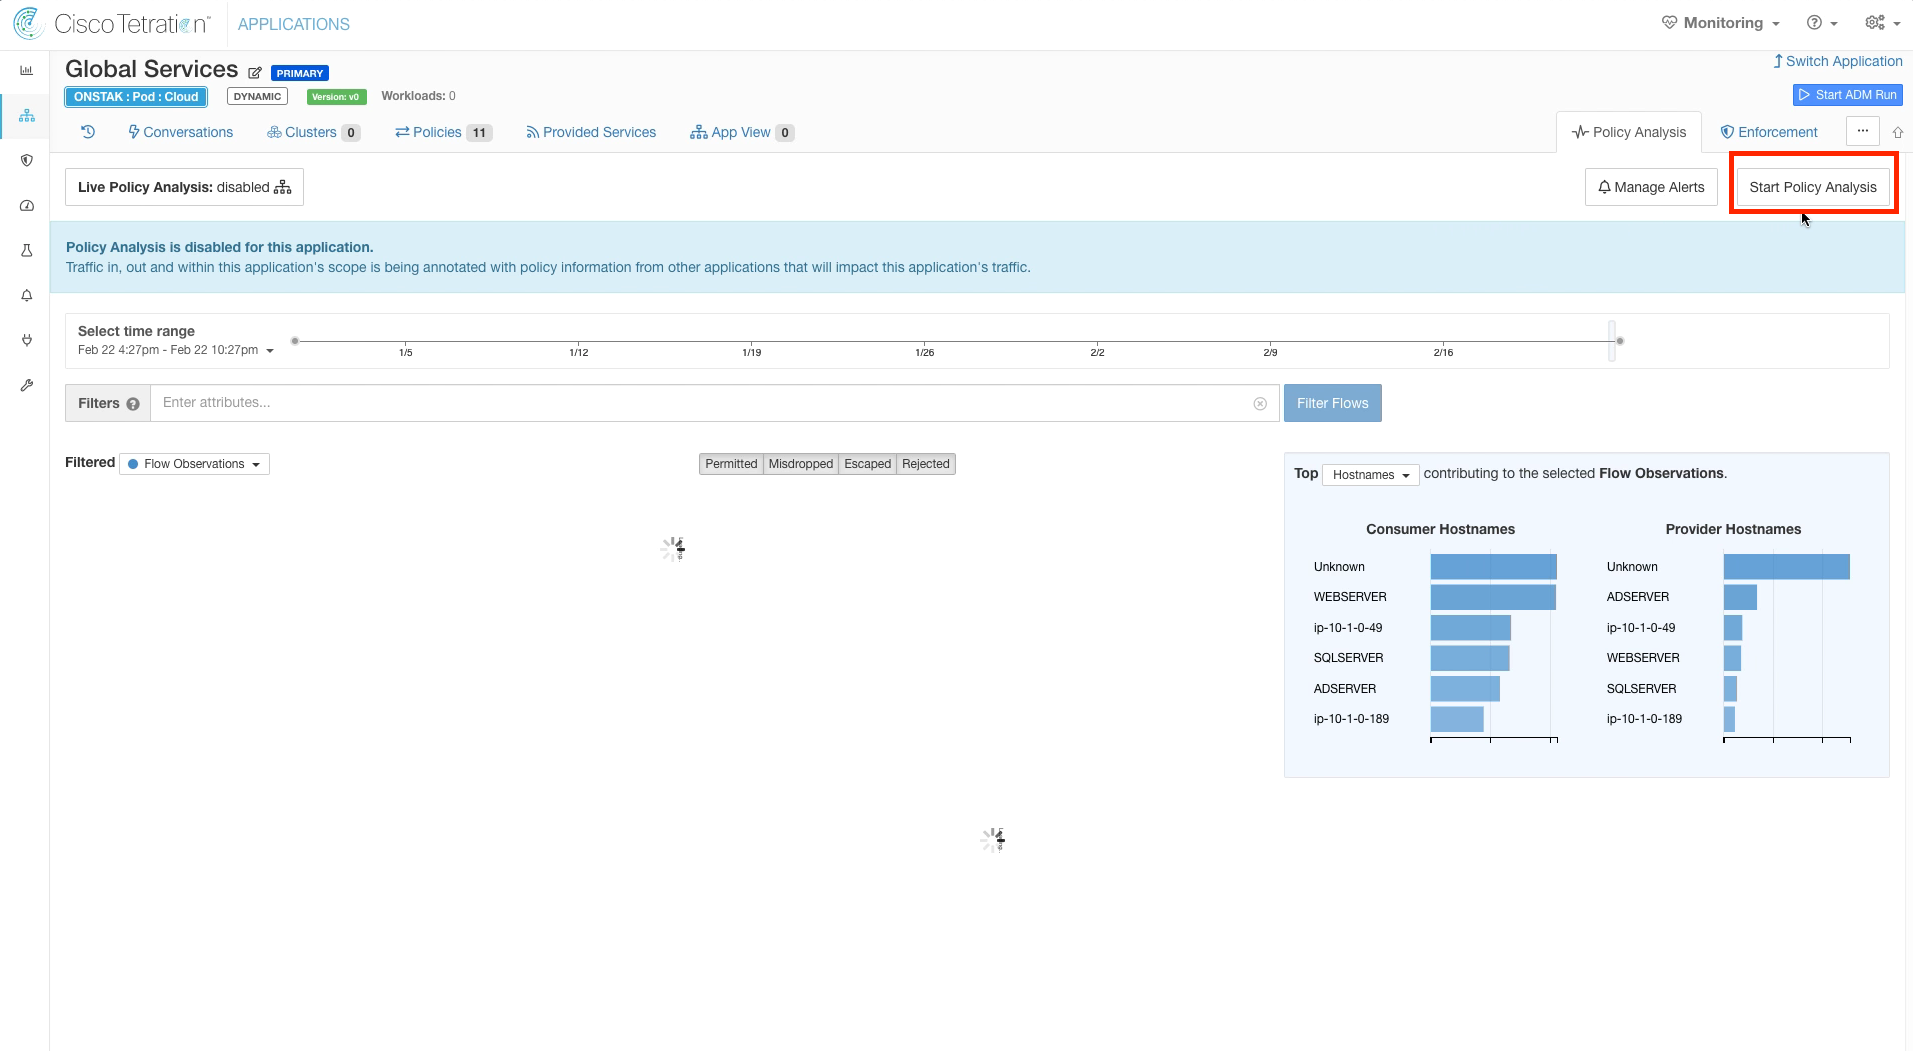 CiscoTetration™ APPLICATIONS Monitoring
Global Services PRIMARY
Switch Application
ONSTAK : Pod : Cloud DYNAMIC Version: v0 Workloads: 0
Start ADM Run
Conversations Clusters 0 Policies 11 Provided Services App View 0 Policy Analysis Enforcement ...
Live Policy Analysis: disabled Manage Alerts Start Policy Analysis
Policy Analysis is disabled for this application.
Traffic in, out and within this application's scope is being annotated with policy information from other applications that will impact this application's traffic.
Select time range
Feb 22 4:27pm - Feb 22 10:27pm
1/5 1/12 1/19 1/26 2/2 2/9 2/16
Filters ? Enter attributes... Filter Flows
Filtered Flow Observations Permitted Misdropped Escaped Rejected
Top Hostnames contributing to the selected Flow Observations.
Consumer Hostnames
Unknown
WEBSERVER
ip-10-1-0-49
SQLSERVER
ADSERVER
ip-10-1-0-189
Provider Hostnames
Unknown
ADSERVER
ip-10-1-0-49
WEBSERVER
SQLSERVER
ip-10-1-0-189